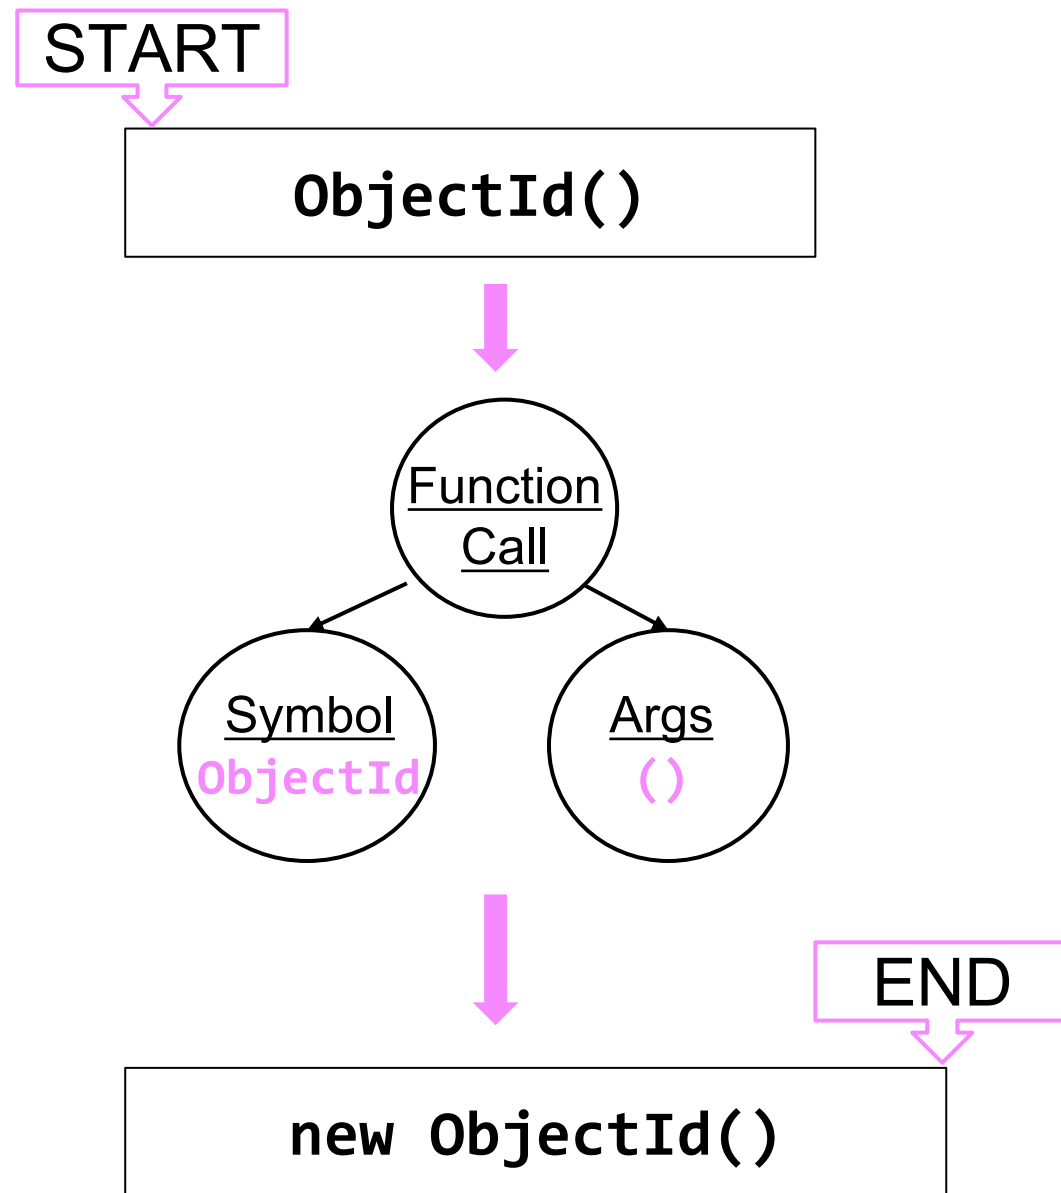 START
ObjectId()
Function
Call
Symbol
ObjectId
Args
()
END
new ObjectId()